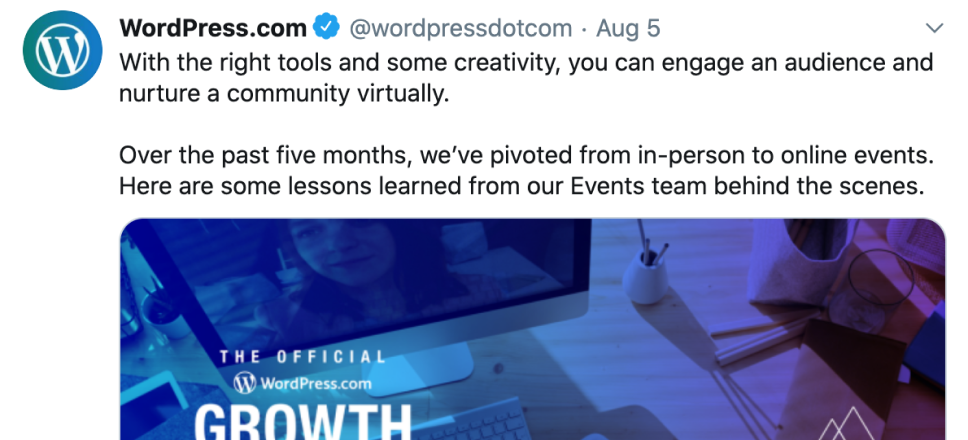 WordPress.com @wordpressdotcom · Aug 5
With the right tools and some creativity, you can engage an audience and
nurture a community virtually.
Over the past five months, we’ve pivoted from in-person to online events.
Here are some lessons learned from our Events team behind the scenes.
THE OFFICIAL
WordPress.com
GROWTH